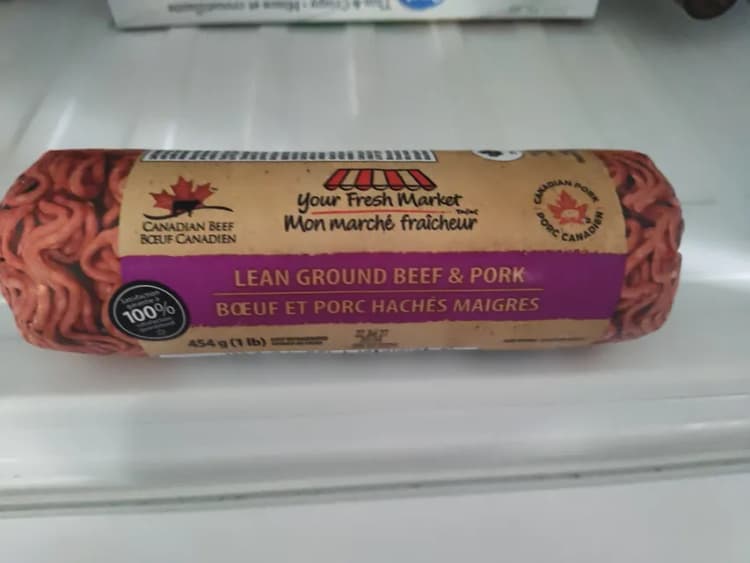 Your Fresh Market
Mon marché fraîcheur
CANADIAN BEEF
BŒUF CANADIEN
CANADIAN PORK
PORC CANADIEN
LEAN GROUND BEEF & PORK
BŒUF ET PORC HACHÉS MAIGRES
100%
454 g (1 lb)